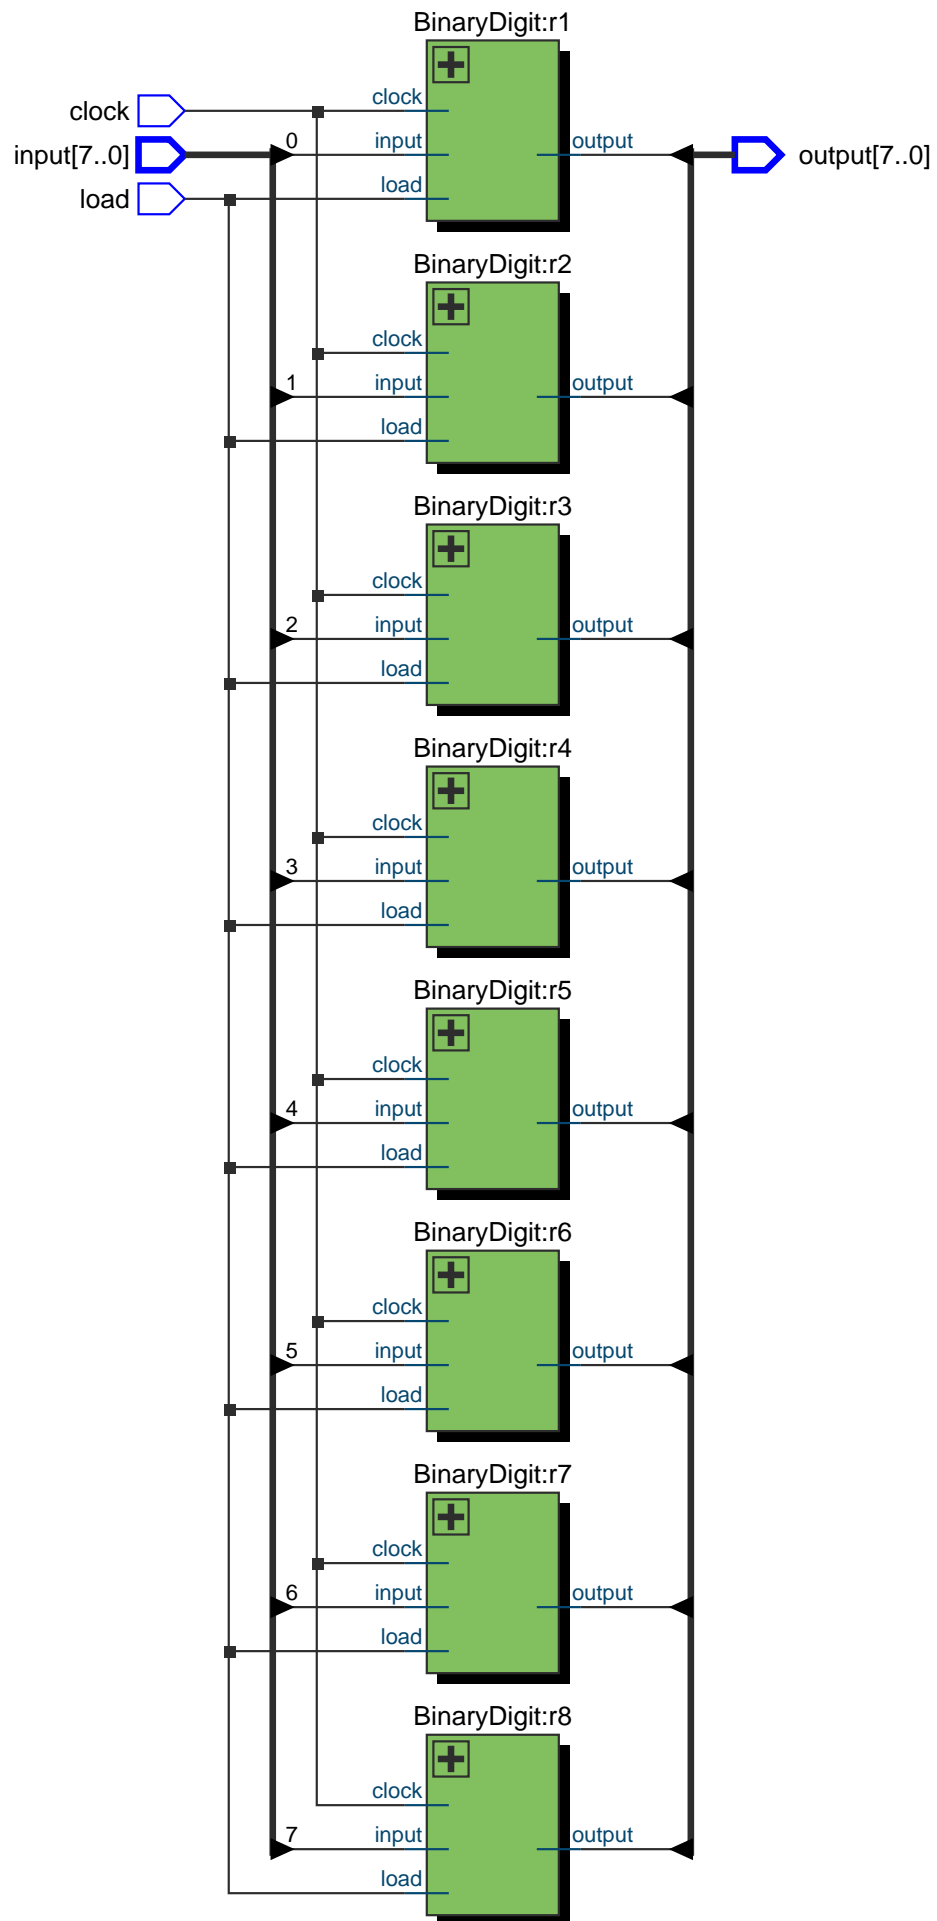 BinaryDigit:r1
clock
clock
input[7..0]
0
input
output
output[7..0]
load
load
BinaryDigit:r2
clock
1
input
output
load
BinaryDigit:r3
clock
2
input
output
load
BinaryDigit:r4
clock
3
input
output
load
BinaryDigit:r5
clock
4
input
output
load
BinaryDigit:r6
clock
5
input
output
load
BinaryDigit:r7
clock
6
input
output
load
BinaryDigit:r8
clock
7
input
output
load